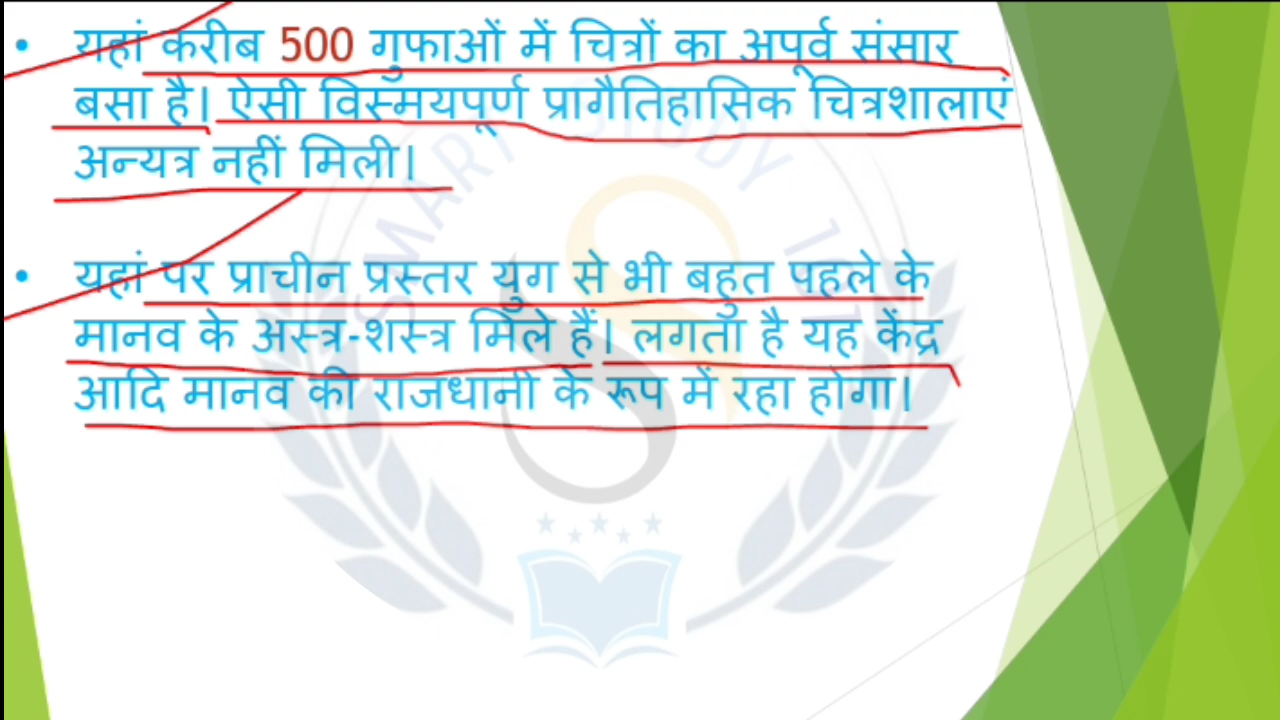 • यहां करीब 500 गुफाओं में चित्रों का अपूर्व संसार
बसा है। ऐसी विस्मयपूर्ण प्रागैतिहासिक चित्रशालाएं
अन्यत्र नहीं मिली।
• यहां पर प्राचीन प्रस्तर युग से भी बहुत पहले के
मानव के अस्त्र-शस्त्र मिले हैं। लगता है यह केंद्र
आदि मानव की राजधानी के रूप में रहा होगा।